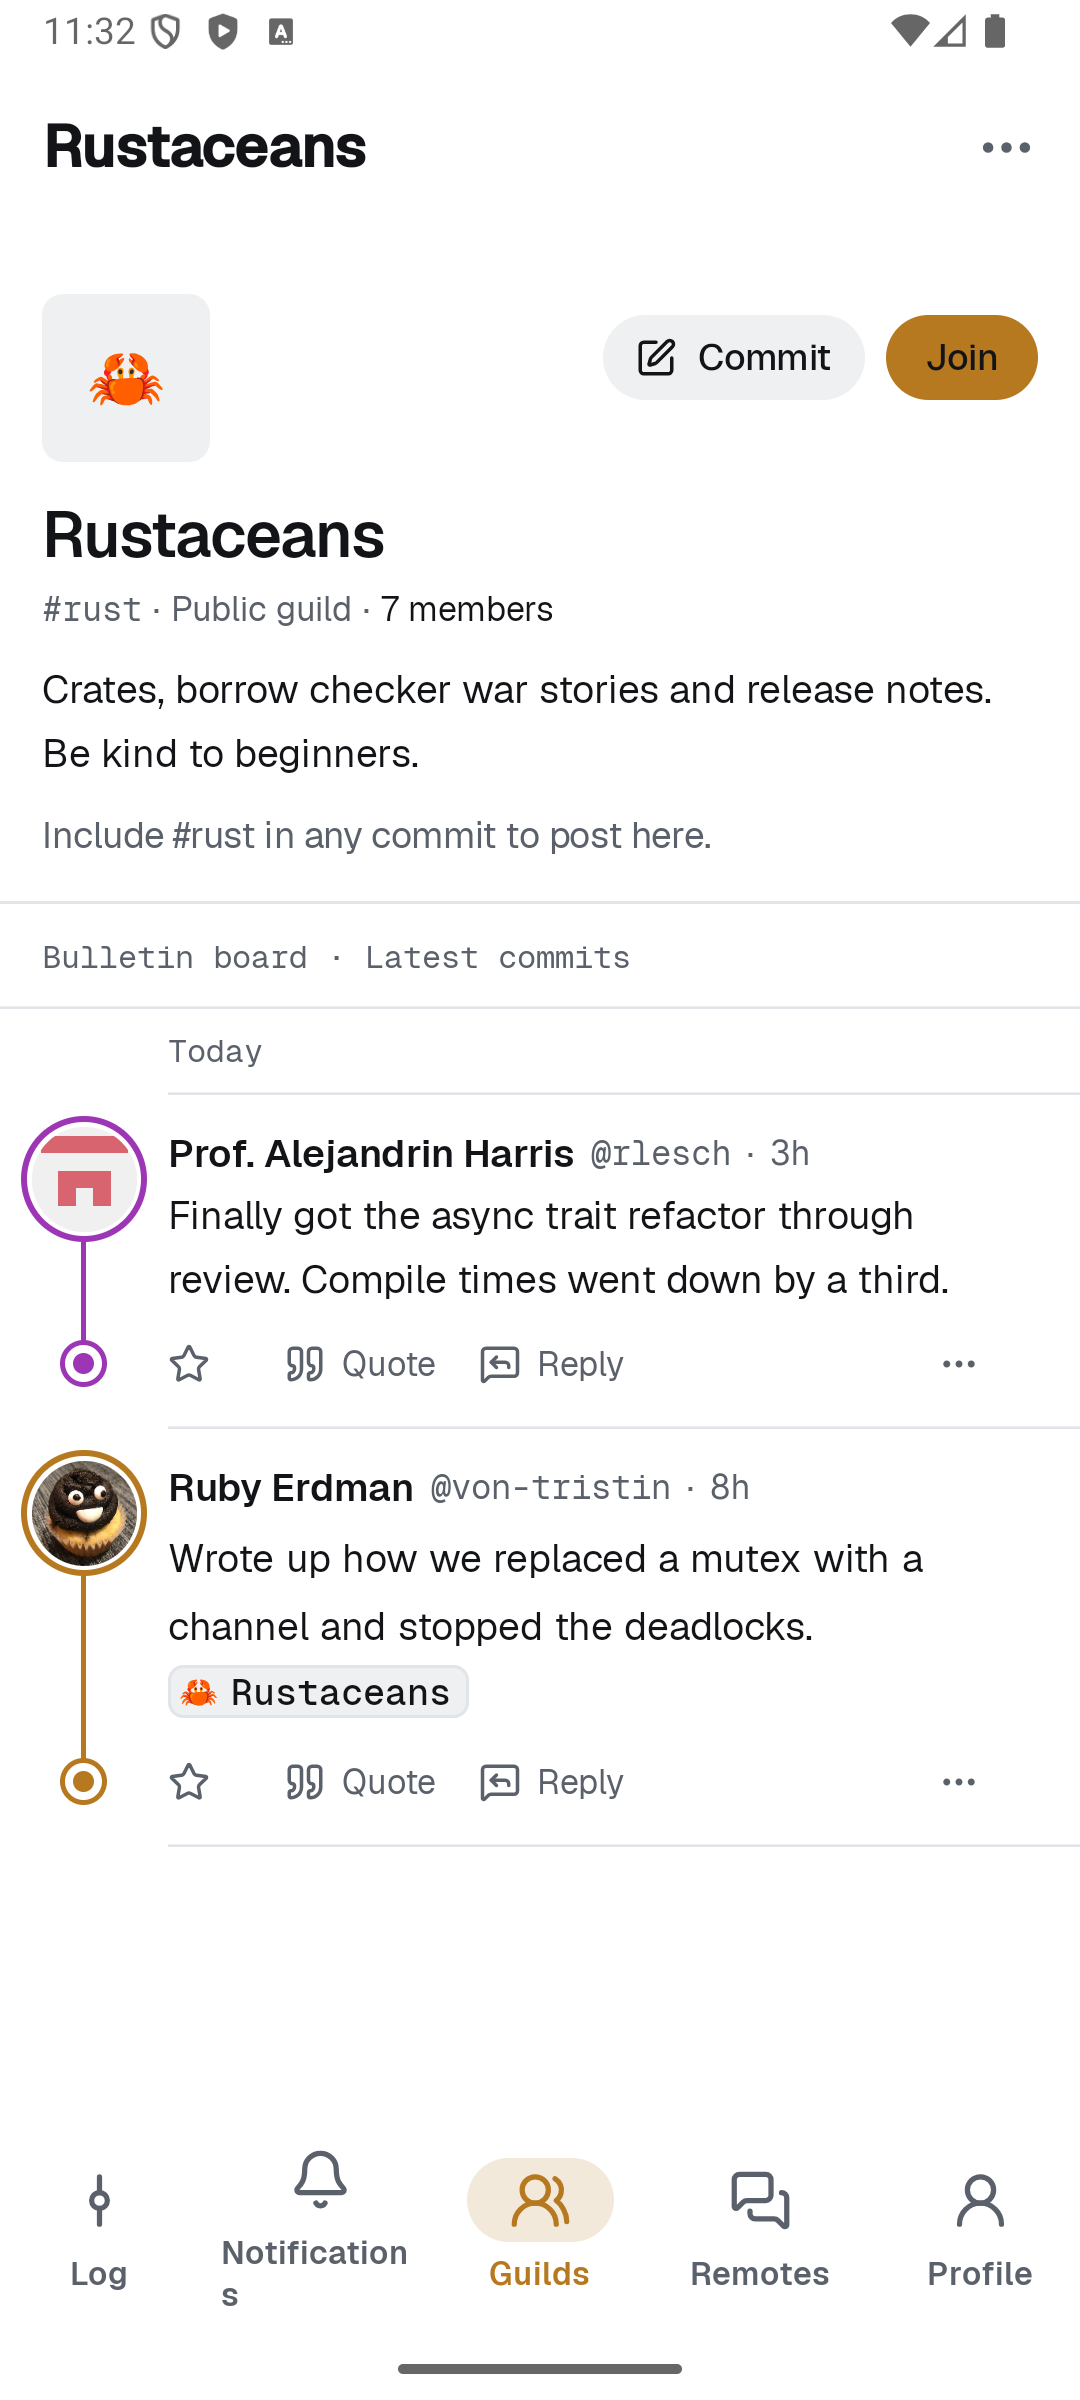 11:32
Rustaceans
Commit
Join
Rustaceans
#rust · Public guild · 7 members
Crates, borrow checker war stories and release notes.
Be kind to beginners.
Include #rust in any commit to post here.
Bulletin board · Latest commits
Today
Prof. Alejandrin Harris @rlesch · 3h
Finally got the async trait refactor through
review. Compile times went down by a third.
Quote Reply
Ruby Erdman @von-tristin · 8h
Wrote up how we replaced a mutex with a
channel and stopped the deadlocks.
🦀 Rustaceans
Quote Reply
Log
Notification
s
Guilds
Remotes
Profile